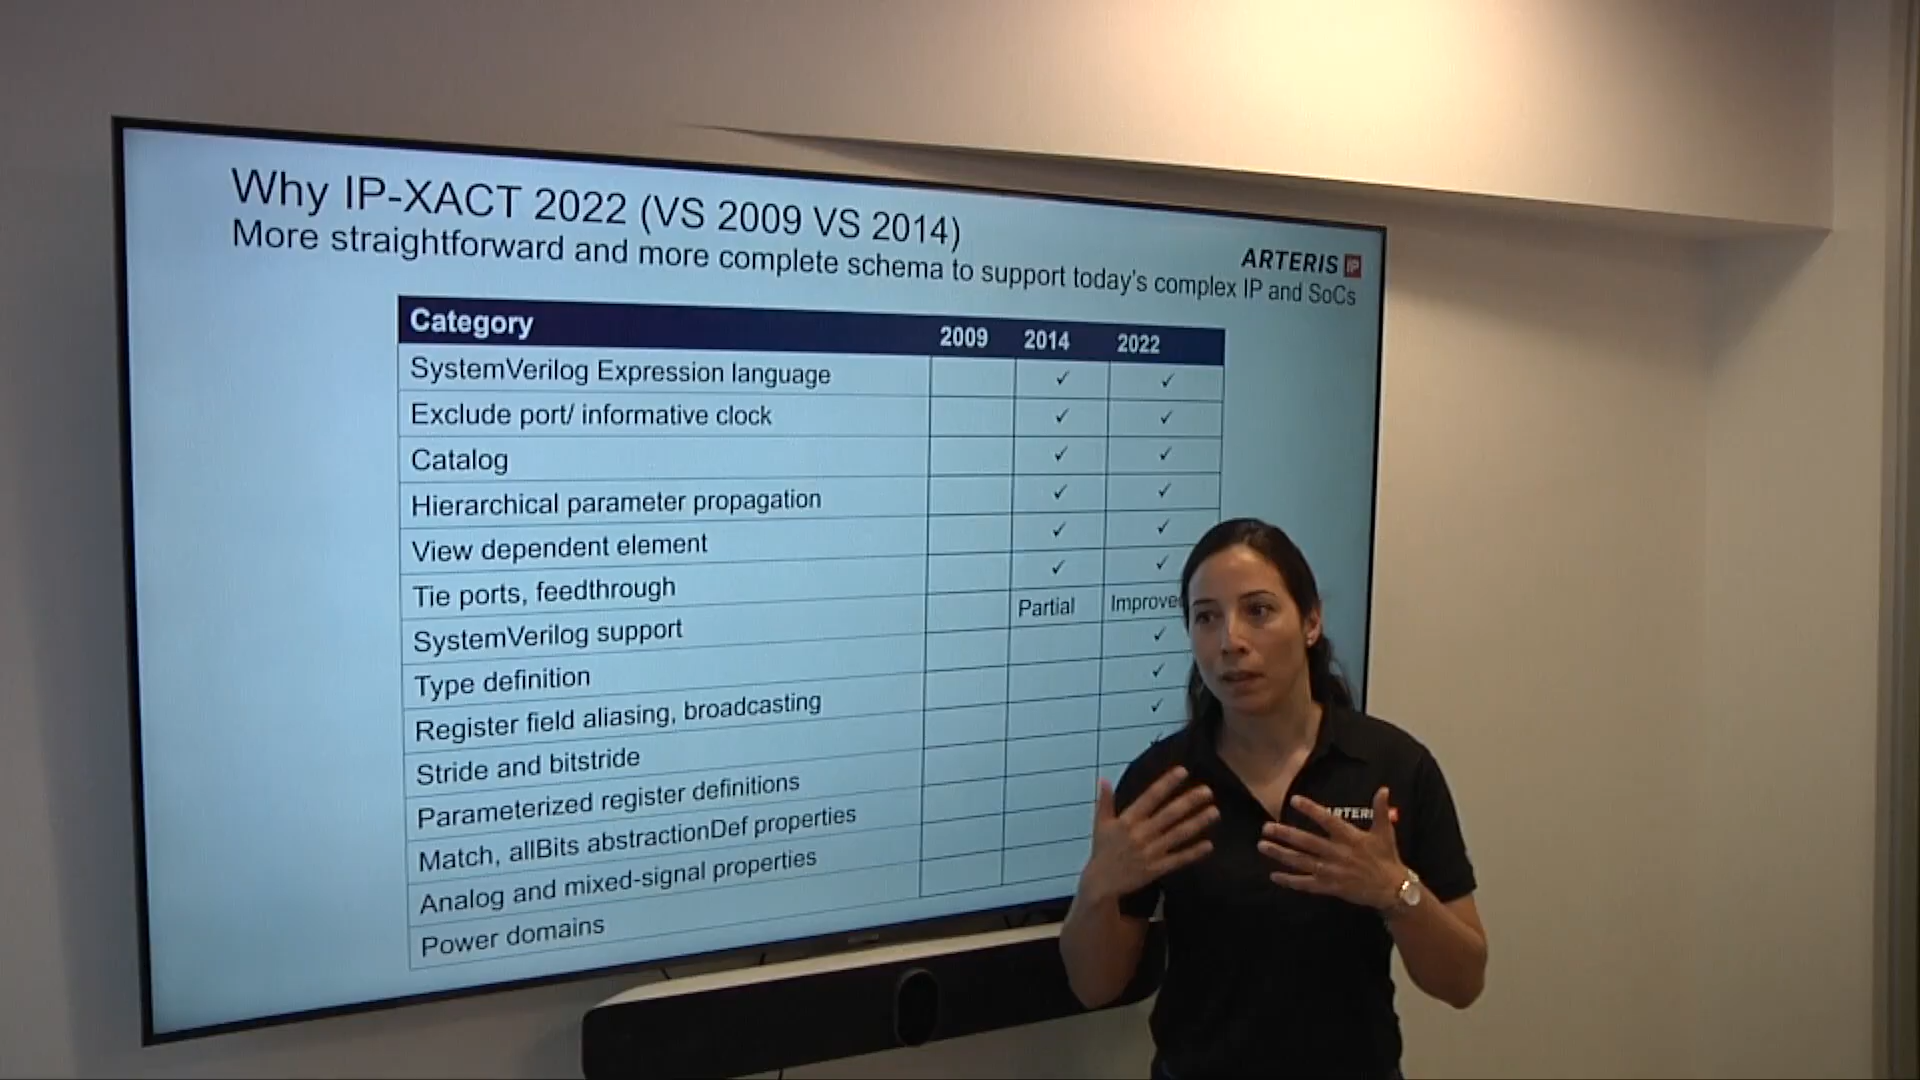 Why IP-XACT 2022 (VS 2009 VS 2014)
More straightforward and more complete schema to support today's complex IP and SoCs
ARTERIS IP
Category 2009 2014 2022
SystemVerilog Expression language ✓ ✓
Exclude port/ informative clock ✓ ✓
Catalog ✓ ✓
Hierarchical parameter propagation ✓ ✓
View dependent element ✓ ✓
Tie ports, feedthrough ✓ ✓
SystemVerilog support Partial Improve
Type definition ✓
Register field aliasing, broadcasting ✓
Stride and bitstride ✓
Parameterized register definitions ✓
Match, allBits abstractionDef properties
Analog and mixed-signal properties
Power domains
ARTERI